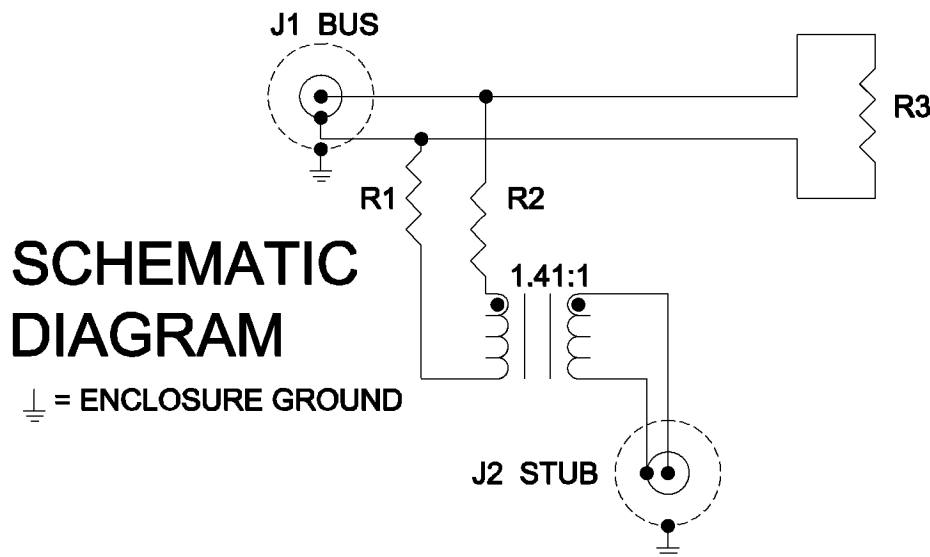 J1 BUS
R3
R1
R2
SCHEMATIC
DIAGRAM
1.41:1
= ENCLOSURE GROUND
J2 STUB